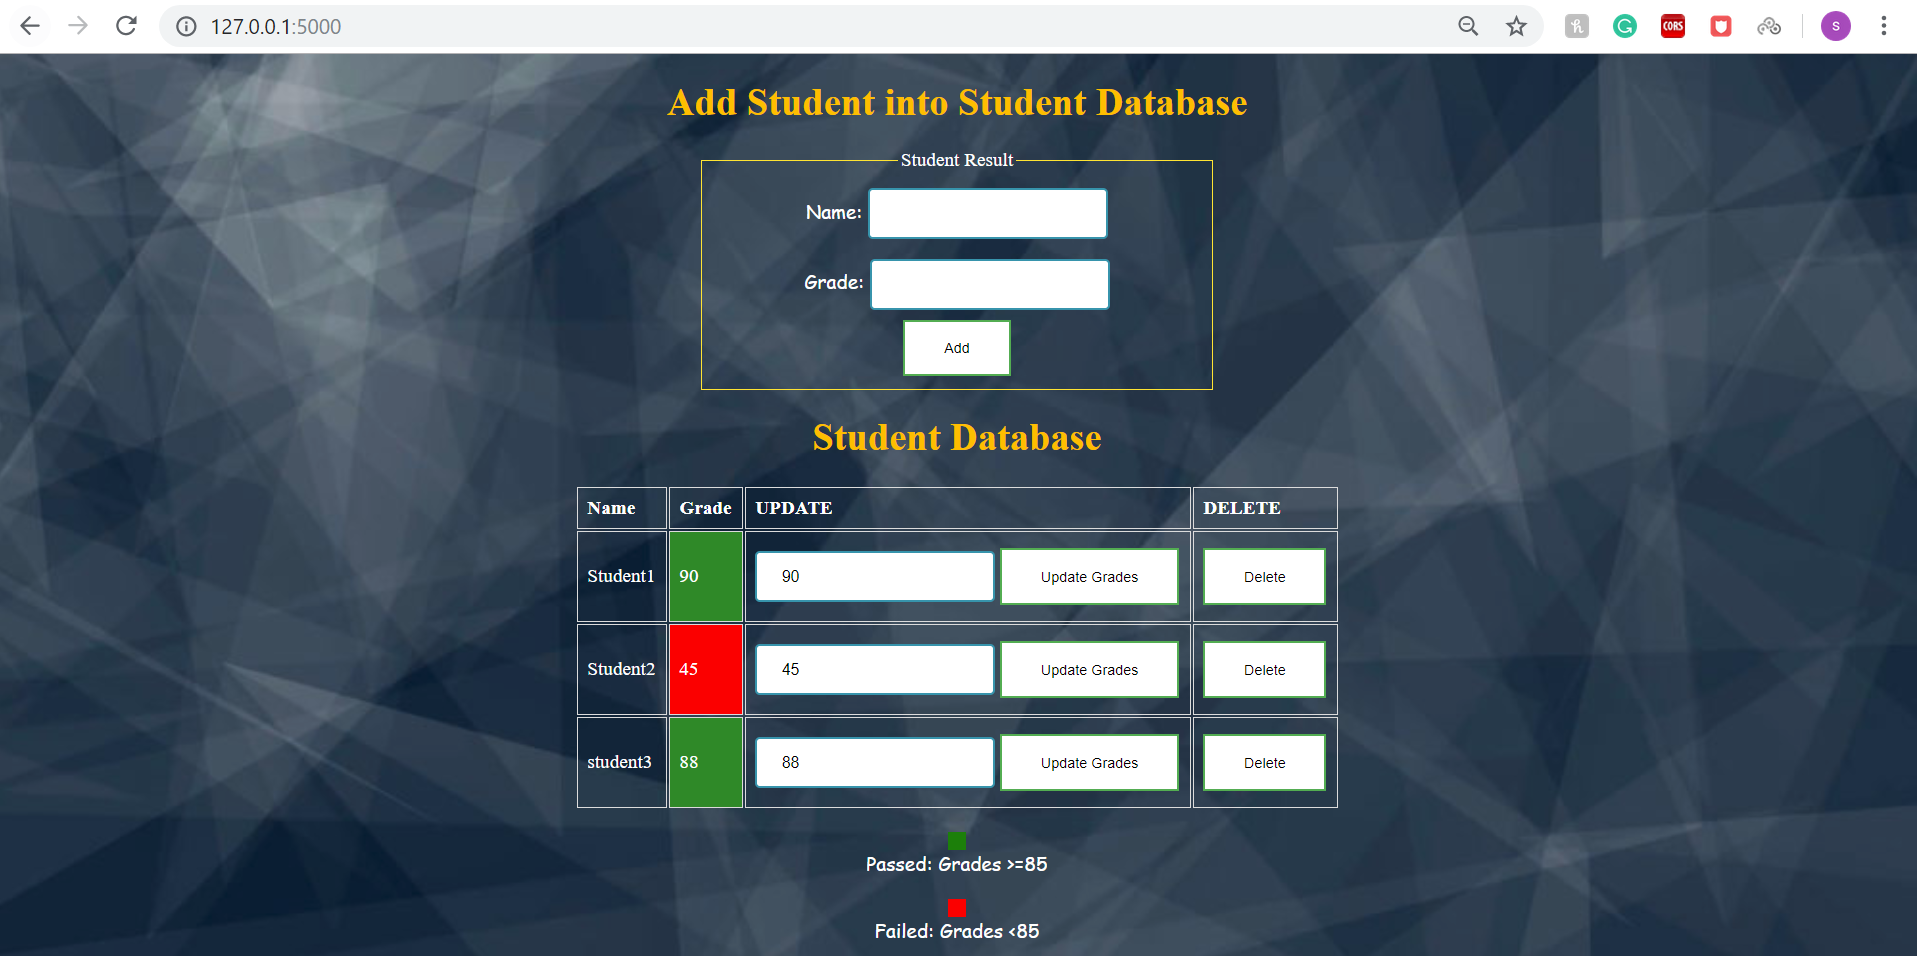 127.0.0.1:5000
CORS
S
Add Student into Student Database
Student Result
Name:
Grade:
Add
Student Database
Name Grade UPDATE DELETE
Student1 90 90 Update Grades Delete
Student2 45 45 Update Grades Delete
student3 88 88 Update Grades Delete
Passed: Grades >=85
Failed: Grades <85